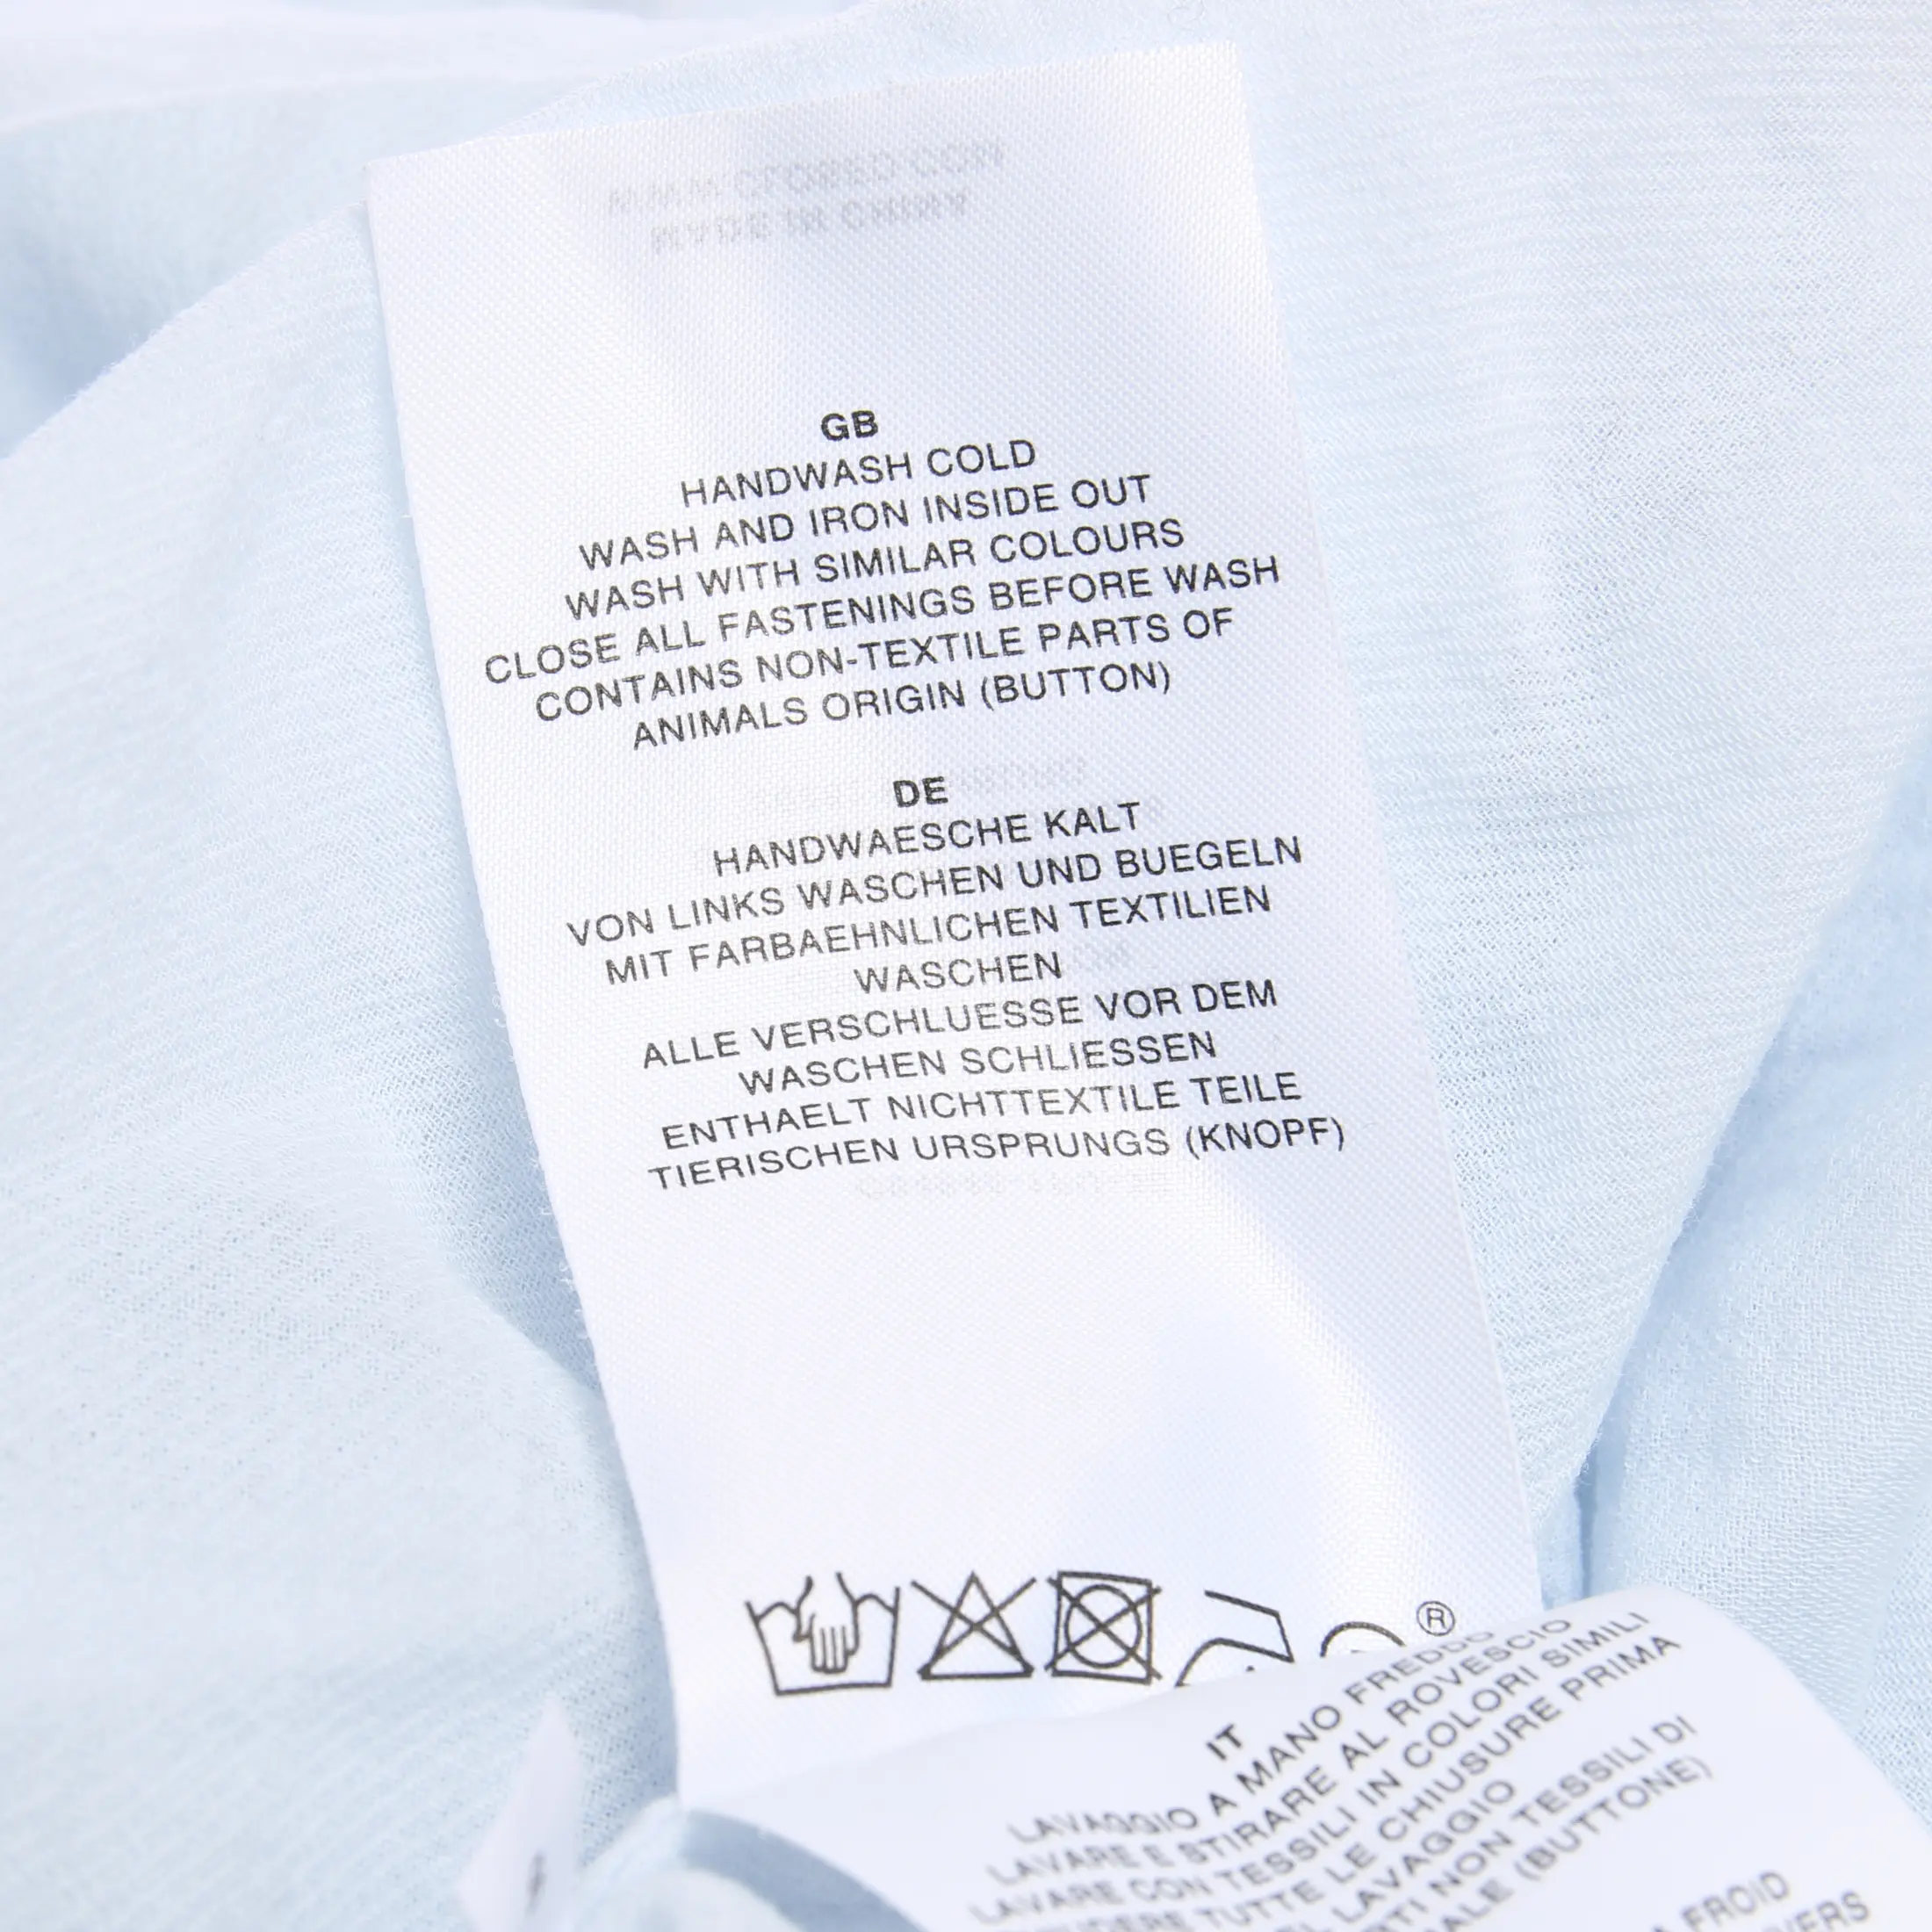 GB
HANDWASH COLD
WASH AND IRON INSIDE OUT
WASH WITH SIMILAR COLOURS
CLOSE ALL FASTENINGS BEFORE WASH
CONTAINS NON-TEXTILE PARTS OF
ANIMALS ORIGIN (BUTTON)
DE
HANDWAESCHE KALT
VON LINKS WASCHEN UND BUEGELN
MIT FARBAEHNLICHEN TEXTILIEN
WASCHEN
ALLE VERSCHLUESSE VOR DEM
WASCHEN SCHLIESSEN
ENTHAELT NICHTTEXTILE TEILE
TIERISCHEN URSPRUNGS (KNOPF)
®
IT
LAVAGGIO A MANO FREDDO
LAVARE E STIRARE AL ROVESCIO
LAVARE CON TESSILI IN COLORI SIMILI
TUTTE LE CHIUSURE PRIMA
LAVAGGIO
NON TESSILI DI
(BUTTONE)
FROID